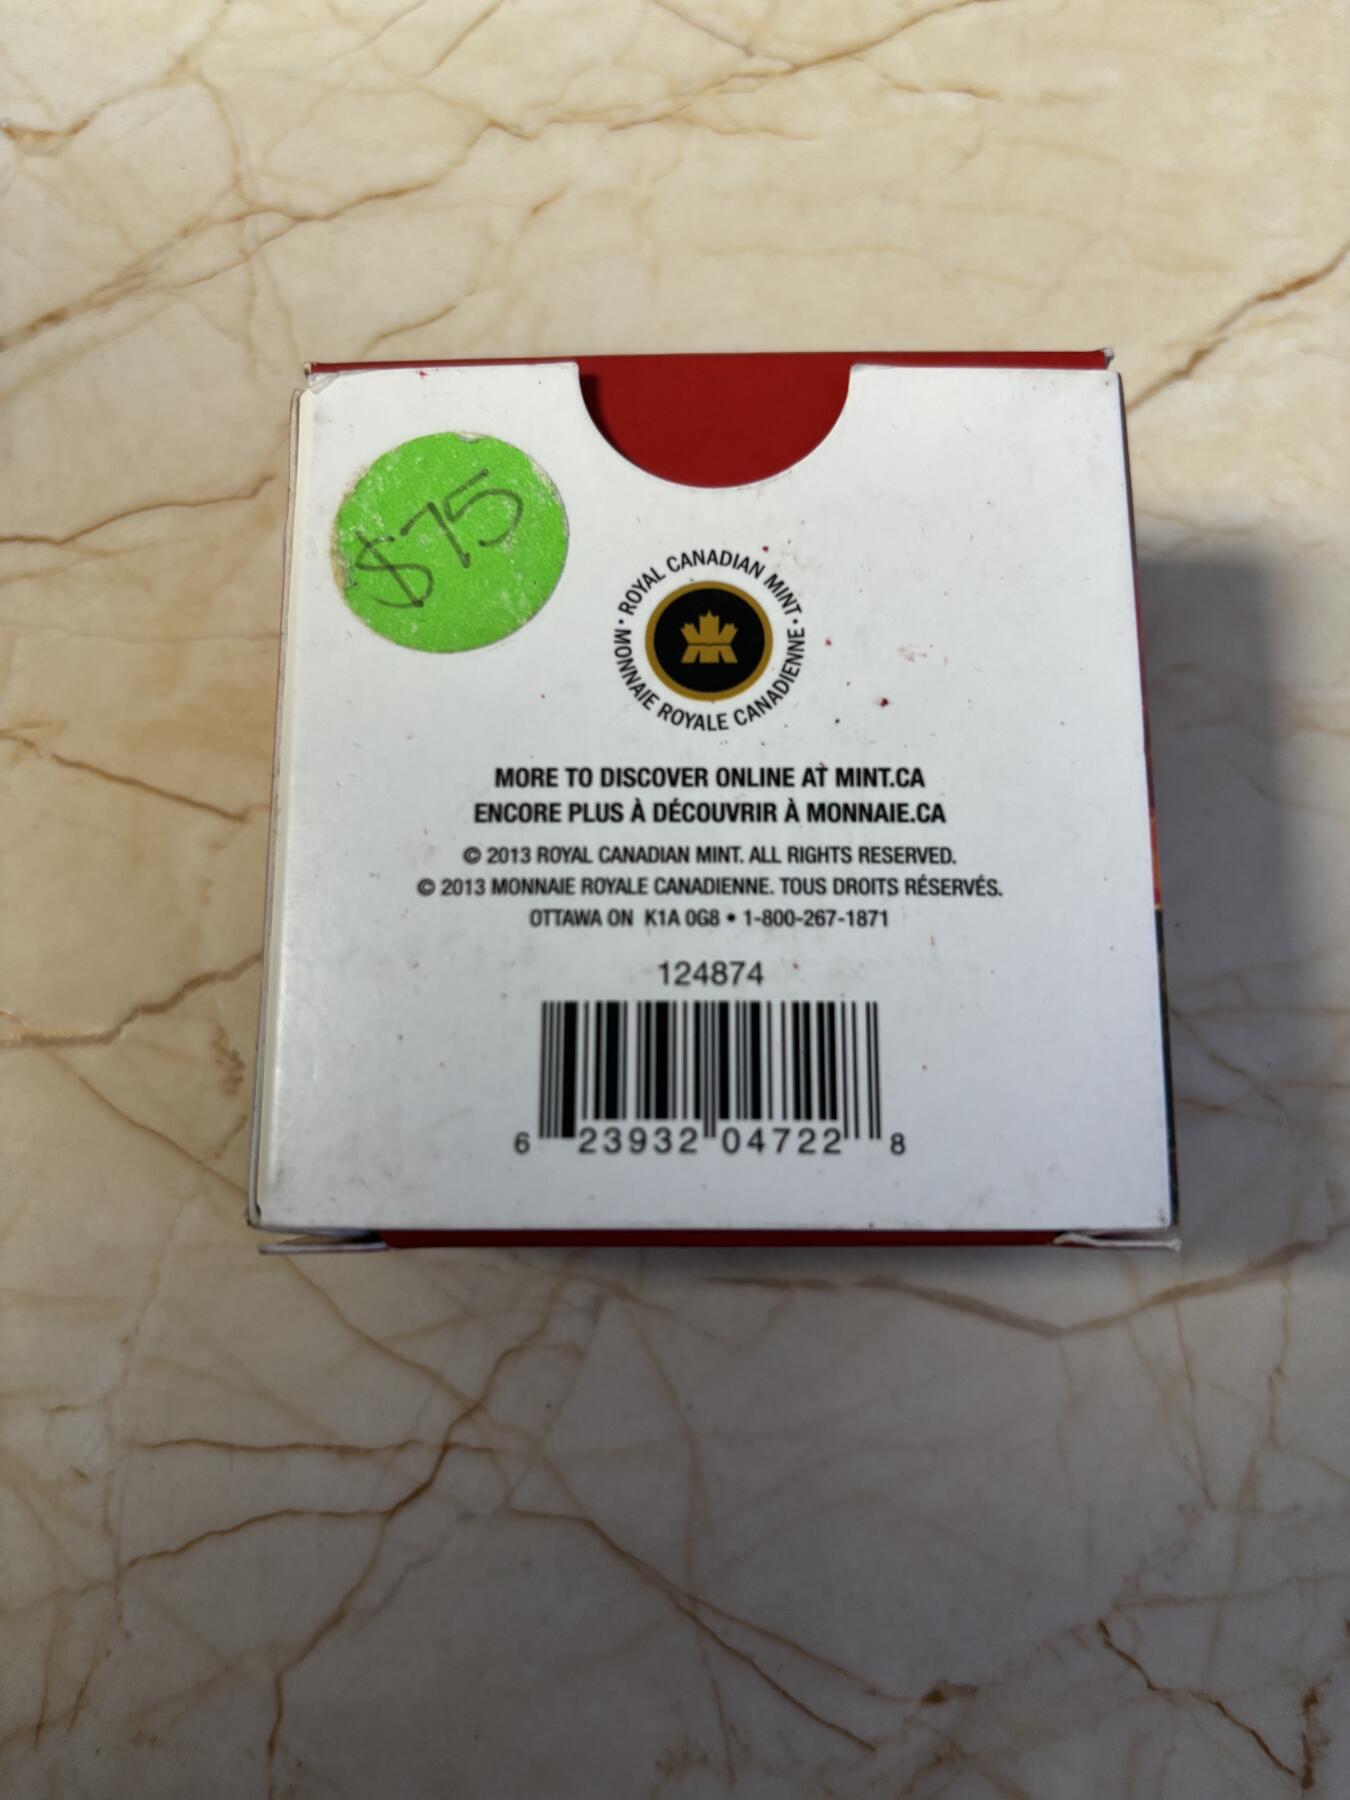 $75
ROYAL CANADIAN MINT •
MONNAIE ROYALE CANADIENNE •
MORE TO DISCOVER ONLINE AT MINT.CA
ENCORE PLUS À DÉCOUVRIR À MONNAIE.CA
© 2013 ROYAL CANADIAN MINT. ALL RIGHTS RESERVED.
© 2013 MONNAIE ROYALE CANADIENNE. TOUS DROITS RÉSERVÉS.
OTTAWA ON K1A 0G8 • 1-800-267-1871
124874
6 23932 04722 8